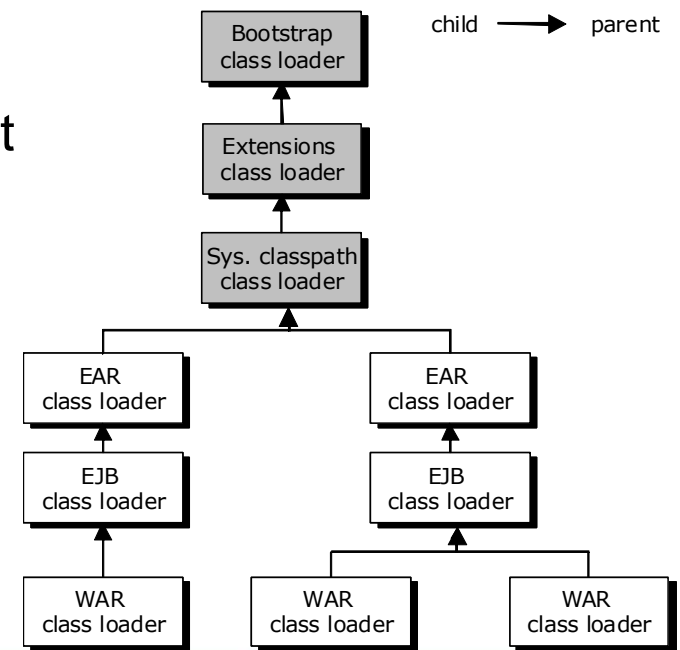 Bootstrap
class loader
child
parent
t
Extensions
class loader
Sys. classpath
class loader
EAR
class loader
EAR
class loader
EJB
class loader
EJB
class loader
WAR
class loader
WAR
class loader
WAR
class loader